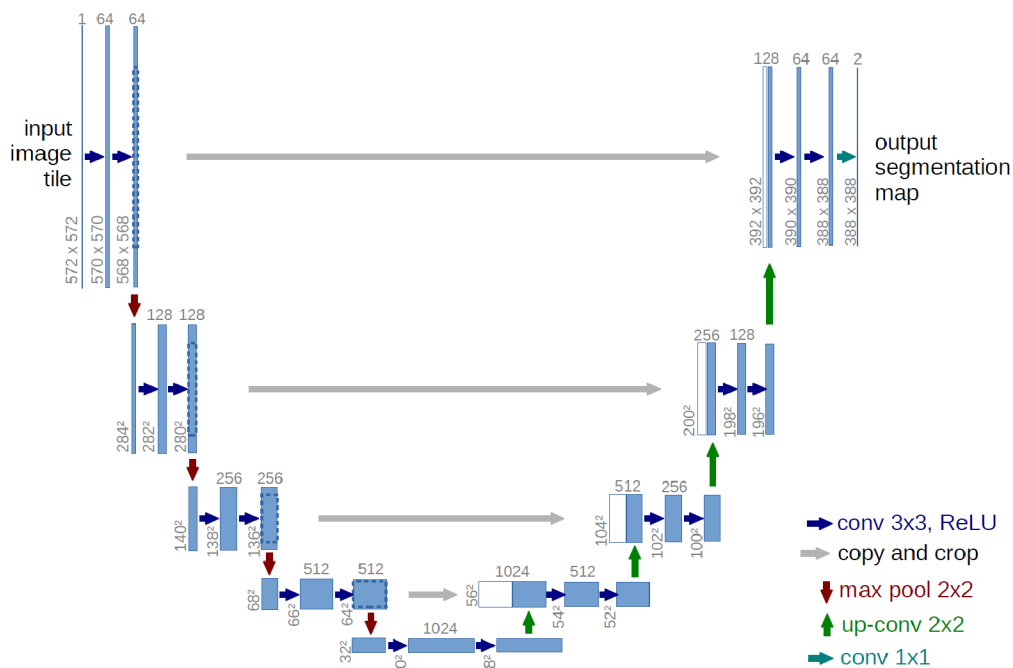 1 64 64
input
image
tile
572 x 572
570 x 570
568 x 568
128 64 64 2
output
segmentation
map
392 x 392
390 x 390
388 x 388
388 x 388
128 128
284²
282²
280²
256 128
200²
198²
196²
256 256
140²
138²
136²
512 256
104²
102²
100²
512 512
68²
66²
64²
1024 512
56²
54²
52²
1024
32²
0²
8²
conv 3x3, ReLU
copy and crop
max pool 2x2
up-conv 2x2
conv 1x1